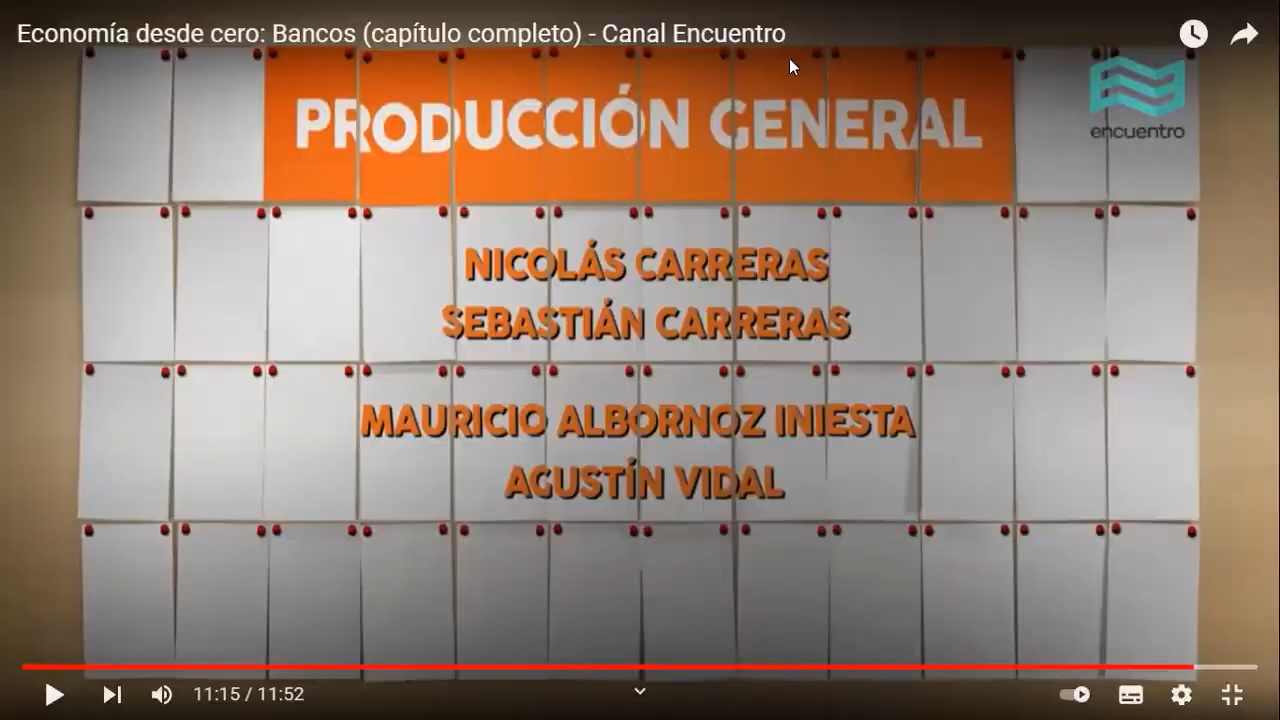 Economía desde cero: Bancos (capítulo completo) - Canal Encuentro
encuentro
PRODUCCIÓN GENERAL
NICOLÁS CARRERAS
SEBASTIÁN CARRERAS
MAURICIO ALBORNOZ INIESTA
AGUSTÍN VIDAL
11:15 / 11:52